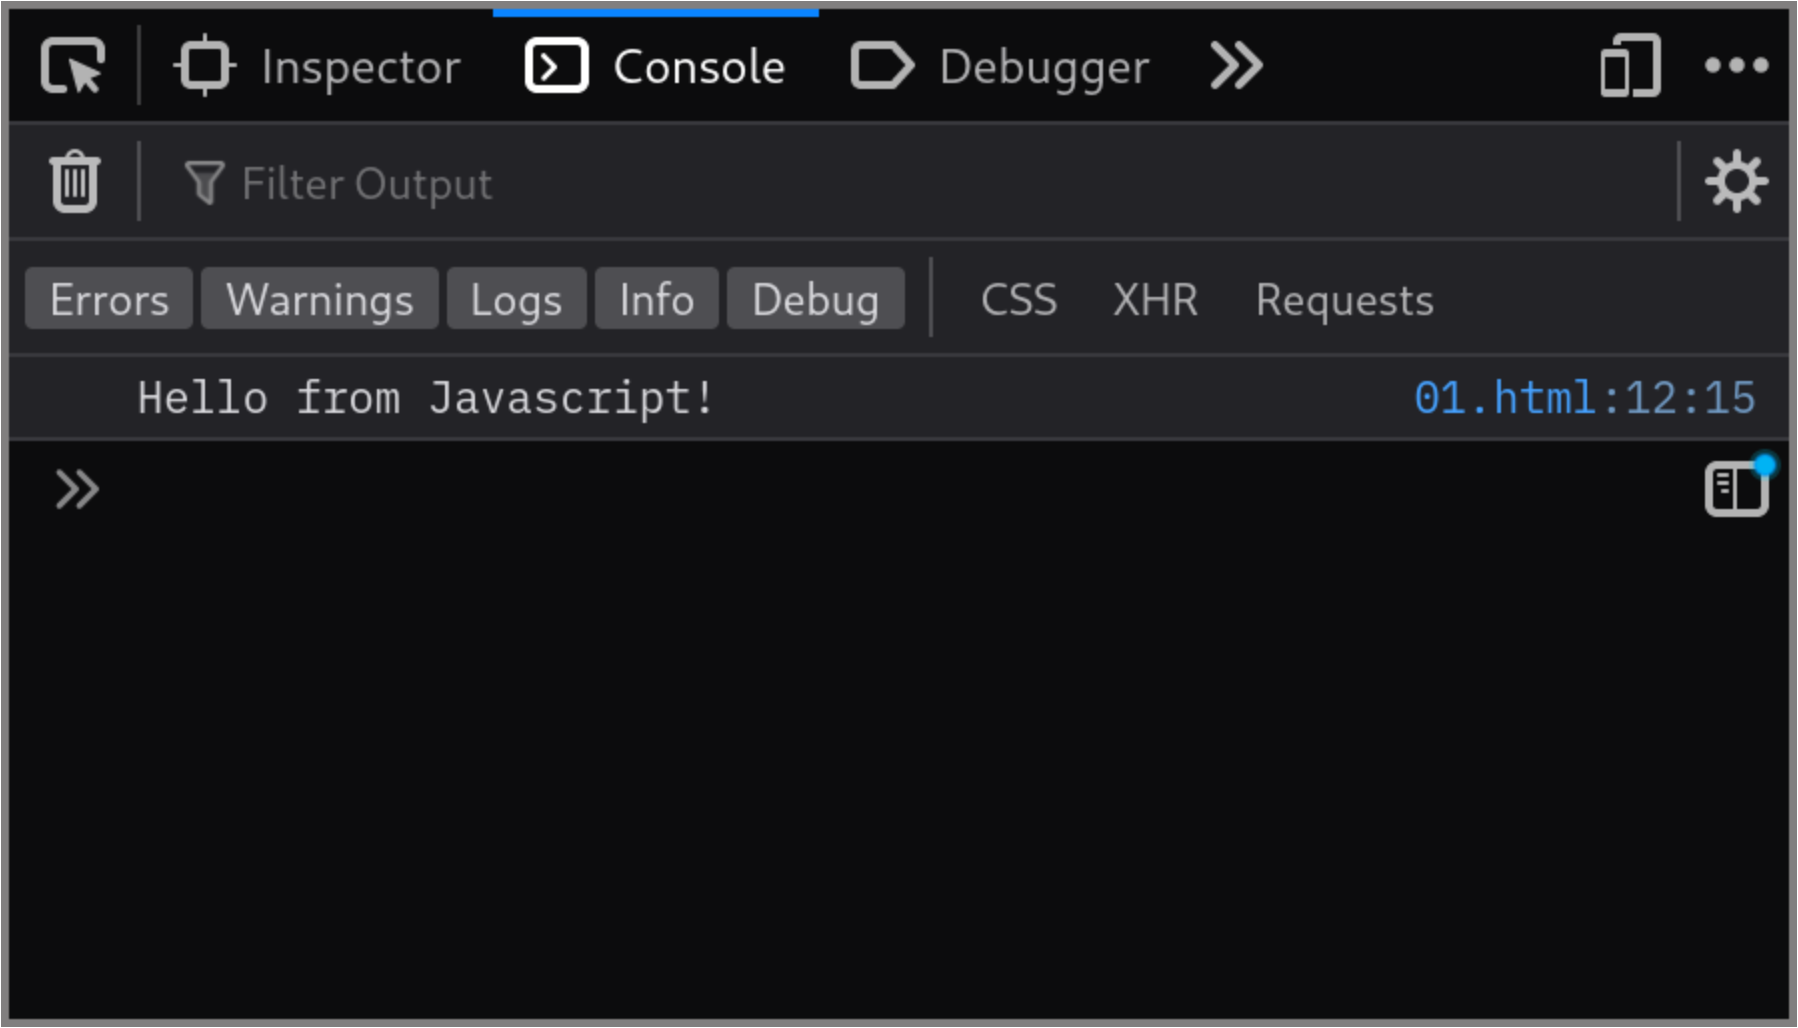 Inspector Console Debugger
Filter Output
Errors Warnings Logs Info Debug CSS XHR Requests
Hello from Javascript! 01.html:12:15